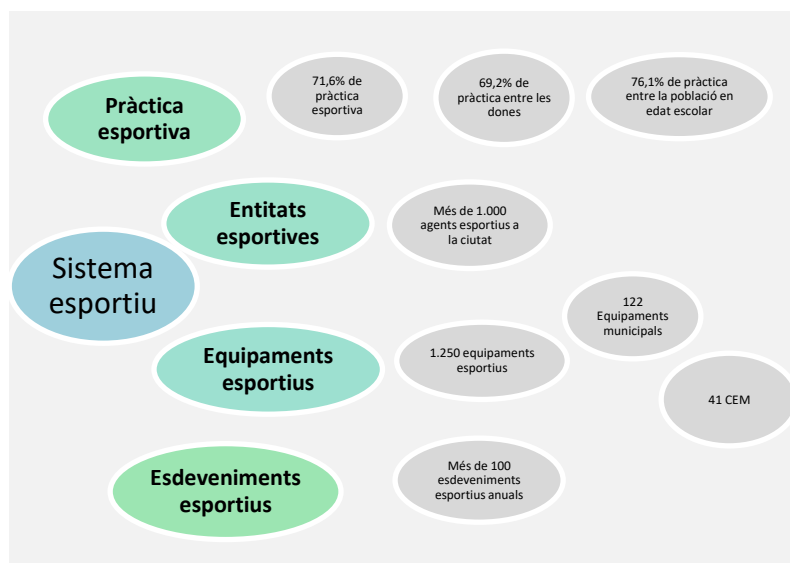 71,6% de
pràctica
esportiva
69,2% de
pràctica entre les
dones
76,1% de pràctica
entre la població en
edat escolar
Pràctica
esportiva
Entitats
esportives
Més de 1.000
agents esportius a
la ciutat
Sistema
esportiu
122
Equipaments
municipals
Equipaments
esportius
1.250 equipaments
esportius
41 CEM
Esdeveniments
esportius
Més de 100
esdeveniments
esportius anuals